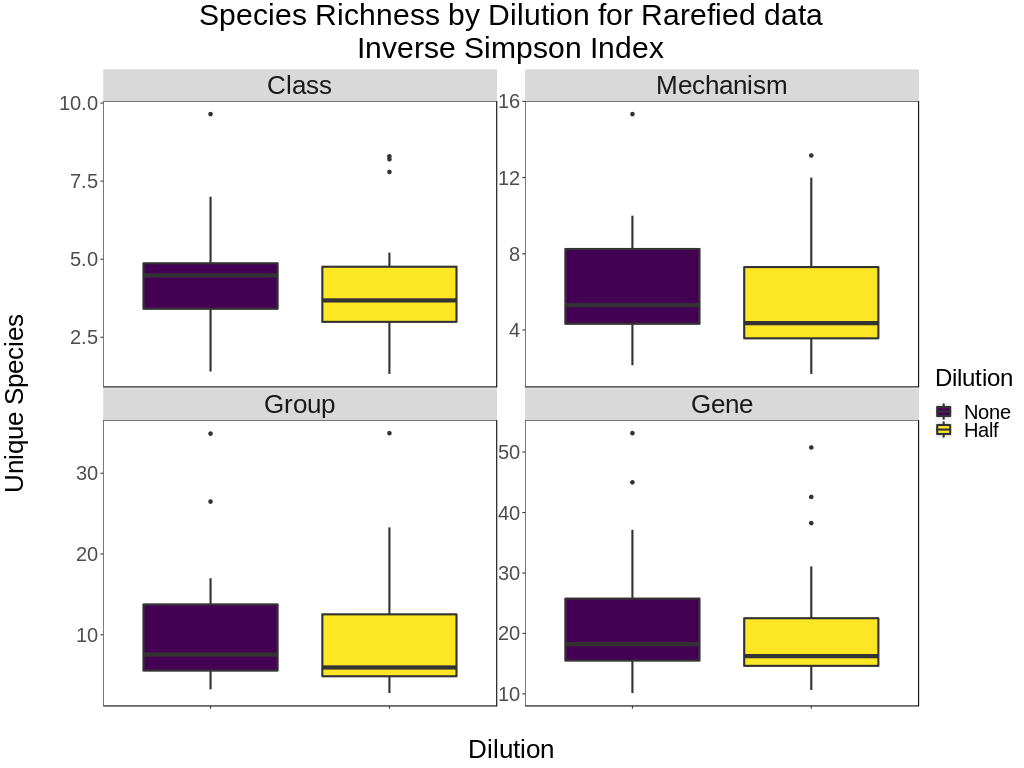 Species Richness by Dilution for Rarefied data
Inverse Simpson Index
Class
Mechanism
10.0
7.5
5.0
2.5
16
12
8
4
Group
Gene
30
20
10
50
40
30
20
10
Unique Species
Dilution
Dilution
None
Half